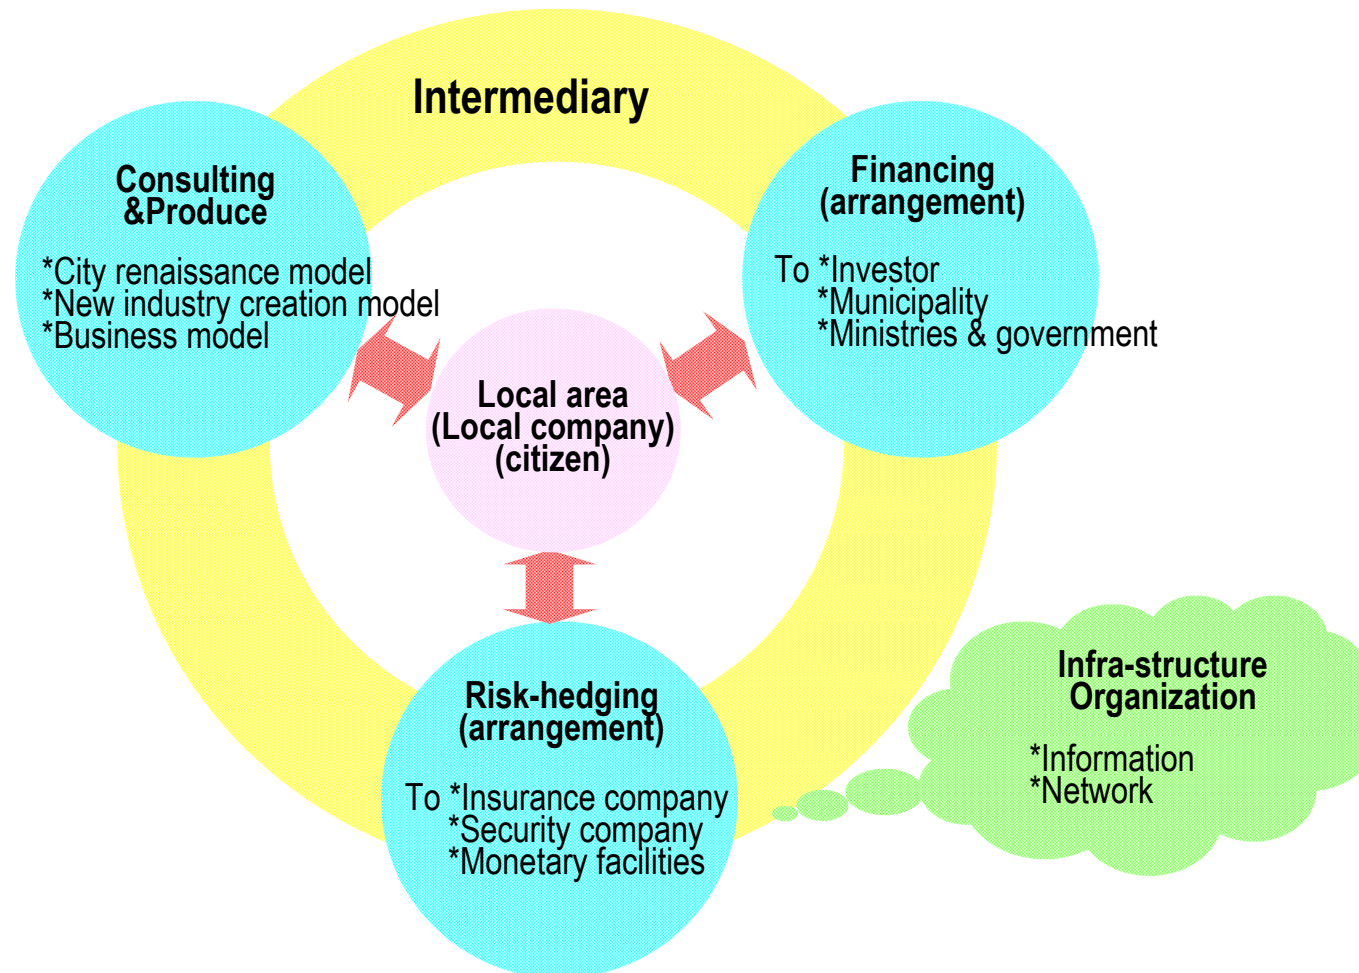 Intermediary
Consulting
&Produce
*City renaissance model
*New industry creation model
*Business model
Financing
(arrangement)
To *Investor
*Municipality
*Ministries & government
Local area
(Local company)
(citizen)
Risk-hedging
(arrangement)
To *Insurance company
*Security company
*Monetary facilities
Infra-structure
Organization
*Information
*Network